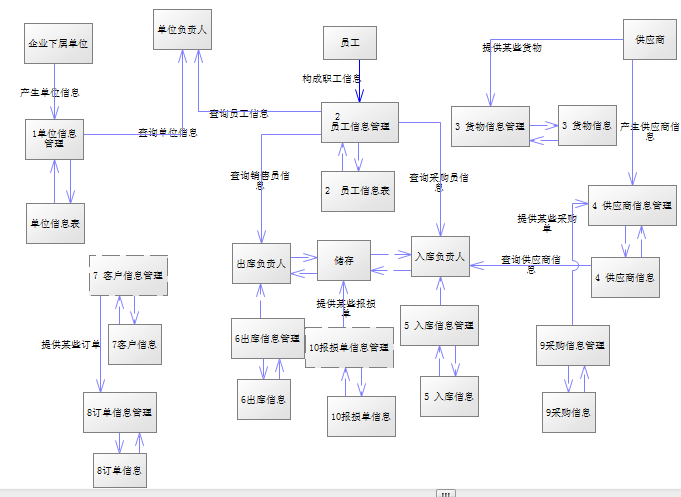 企业下属单位
单位负责人
员工
供应商
提供某些货物
构成职工信息
产生单位信息
查询员工信息
2
员工信息管理
3 货物信息管理
3 货物信息
产生供应商信
息
1单位信息
管理
查询单位信息
查询销售员信
息
2 员工信息表
查询采购员信
息
单位信息表
提供某些采购
单
4 供应商信息管理
出库负责人
储存
入库负责人
查询供应商信
息
4 供应商信息
7 客户信息管理
提供某些报损
单
提供某些订单
7客户信息
6出库信息管理
10报损单信息管理
5 入库信息管理
9采购信息管理
6出库信息
10报损单信息
5 入库信息
9采购信息
8订单信息管理
8订单信息